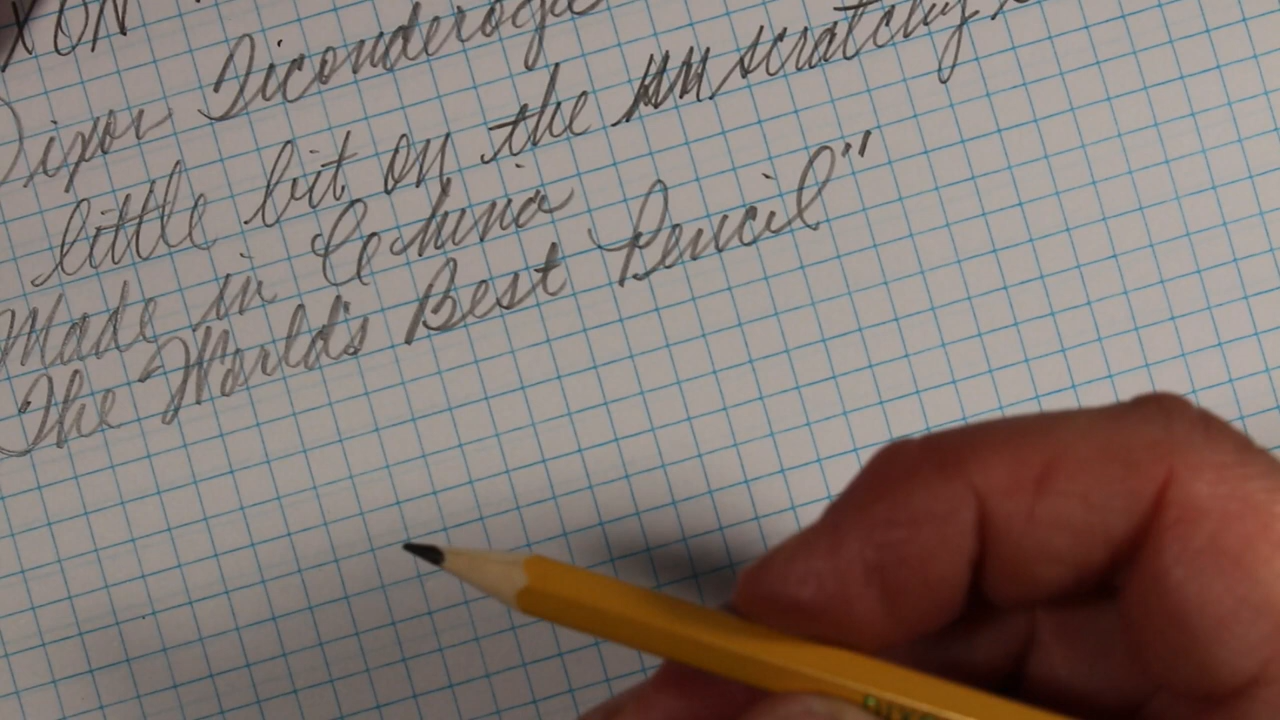 XON
Dixon Ticonderoga
little bit on the scratchy
Made in China
The World's Best Pencil"